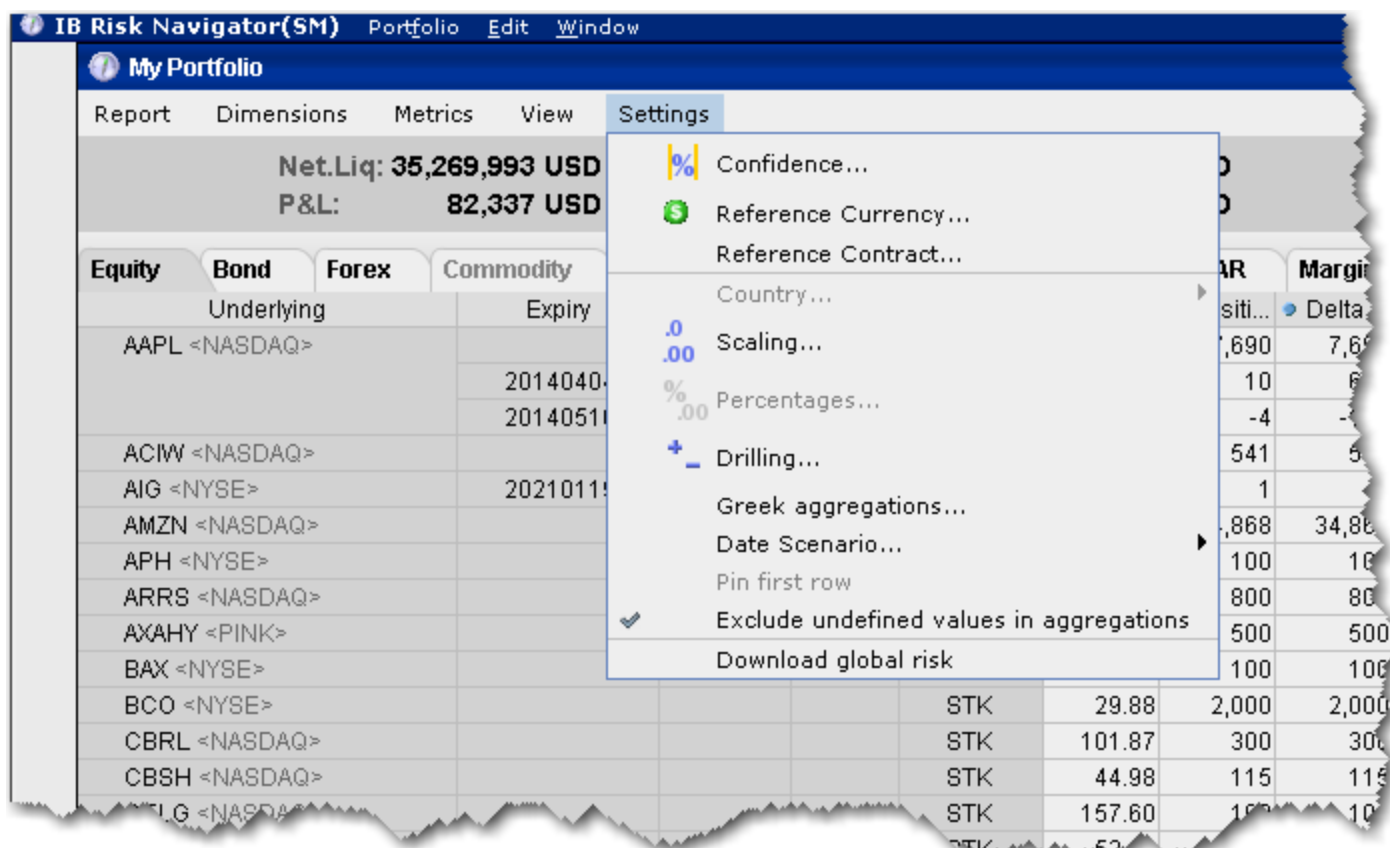 IB Risk Navigator(SM) Portfolio Edit Window
My Portfolio
Report Dimensions Metrics View Settings
Net.Liq: 35,269,993 USD
P&L: 82,337 USD
Confidence...
Reference Currency...
Reference Contract...
Country...
Scaling...
Percentages...
Drilling...
Greek aggregations...
Date Scenario...
Pin first row
Exclude undefined values in aggregations
Download global risk
Equity Bond Forex Commodity
Underlying Expiry Delta
AAPL <NASDAQ>
10
-4
ACIW <NASDAQ> 541
AIG <NYSE> 1
AMZN <NASDAQ>
APH <NYSE> 100
ARRS <NASDAQ> 800
AXAHY <PINK> 500 500
BAX <NYSE> 100 100
BCO <NYSE> STK 29.88 2,000 2,000
CBRL <NASDAQ> STK 101.87 300
CBSH <NASDAQ> STK 44.98 115 115
STK 157.60